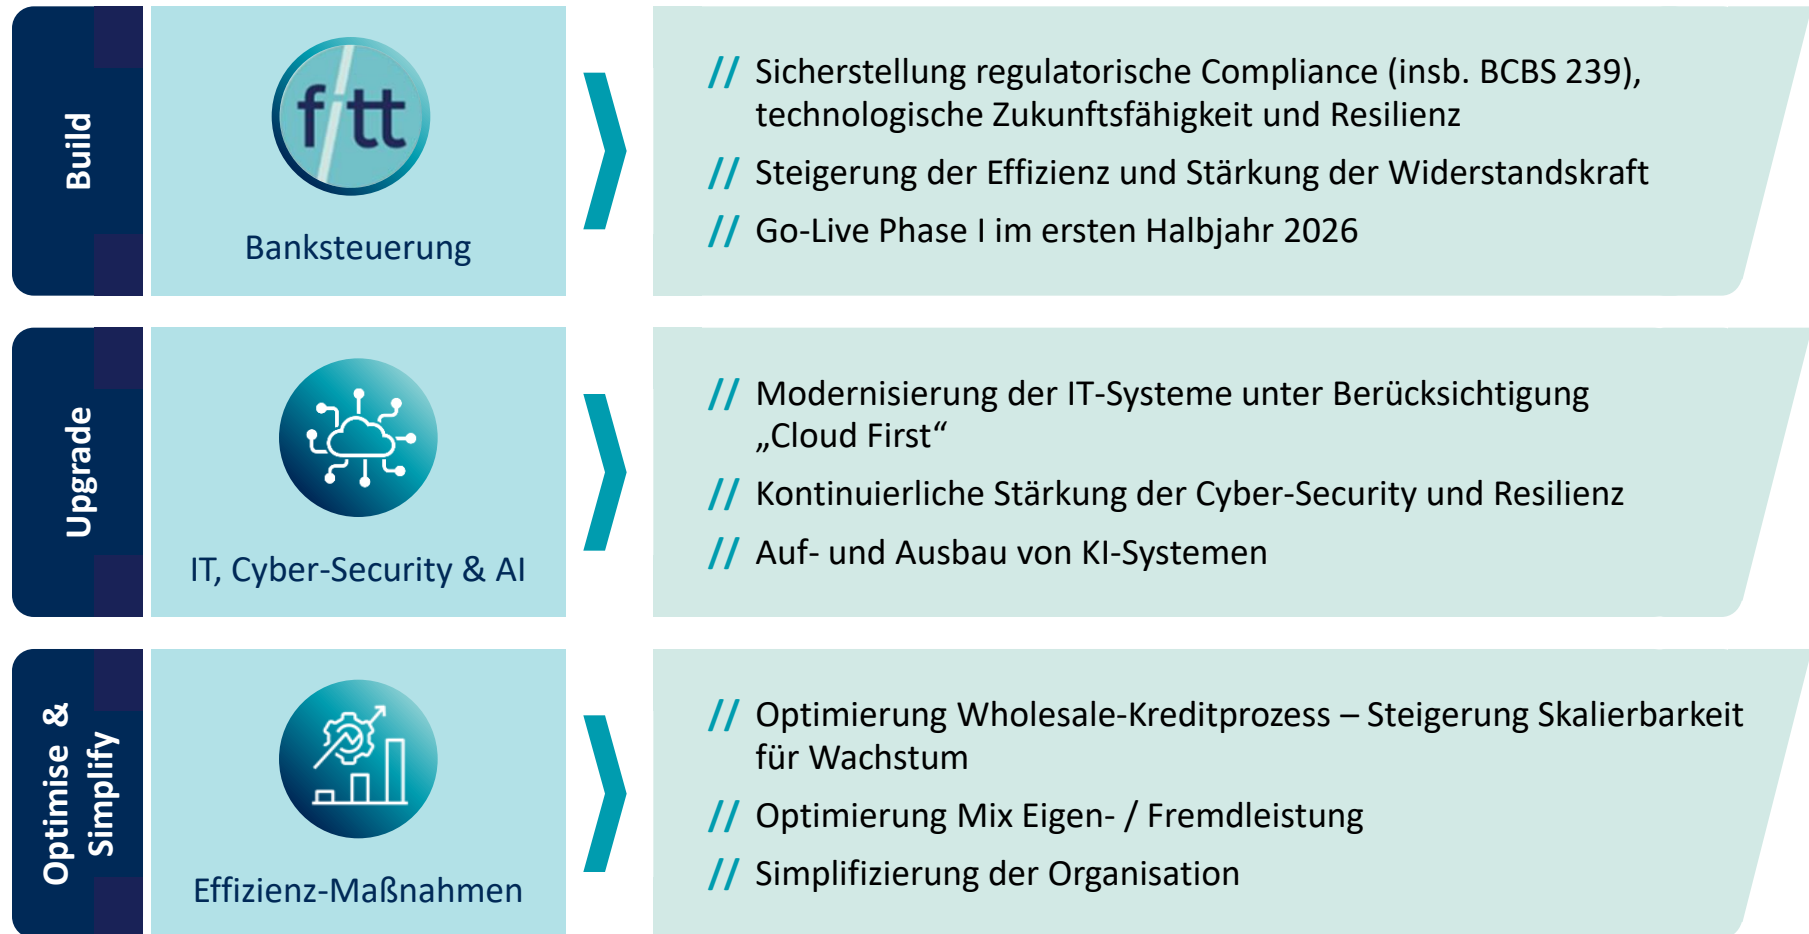 Build
f/tt
Banksteuerung
// Sicherstellung regulatorische Compliance (insb. BCBS 239),
technologische Zukunftsfähigkeit und Resilienz
// Steigerung der Effizienz und Stärkung der Widerstandskraft
// Go-Live Phase I im ersten Halbjahr 2026
Upgrade
IT, Cyber-Security & AI
// Modernisierung der IT-Systeme unter Berücksichtigung
„Cloud First“
// Kontinuierliche Stärkung der Cyber-Security und Resilienz
// Auf- und Ausbau von KI-Systemen
Optimise &
Simplify
Effizienz-Maßnahmen
// Optimierung Wholesale-Kreditprozess – Steigerung Skalierbarkeit
für Wachstum
// Optimierung Mix Eigen- / Fremdleistung
// Simplifizierung der Organisation